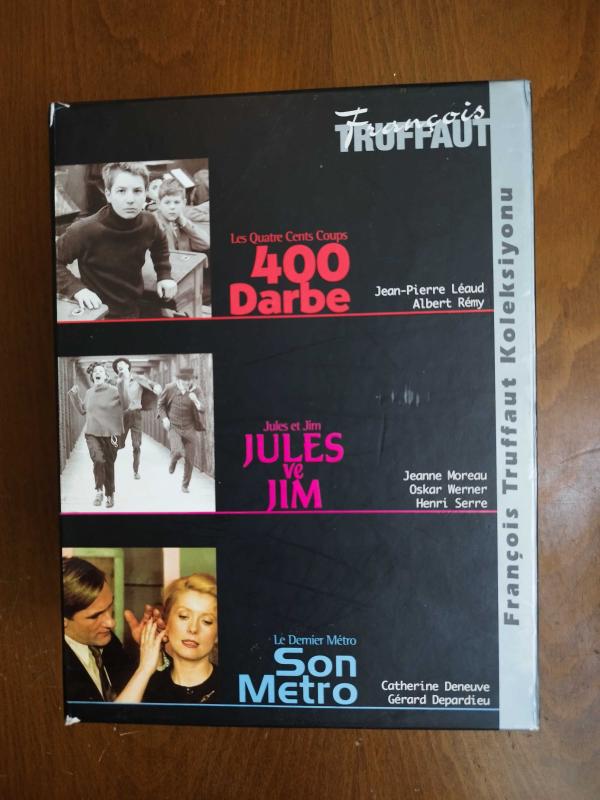 François
TRUFFAUT
Les Quatre Cents Coups
400
Darbe
Jean-Pierre Léaud
Albert Rémy
Jules et Jim
JULES
ve
JIM
Jeanne Moreau
Oskar Werner
Henri Serre
Le Dernier Métro
Son
Metro
Catherine Deneuve
Gérard Depardieu
François Truffaut Koleksiyonu